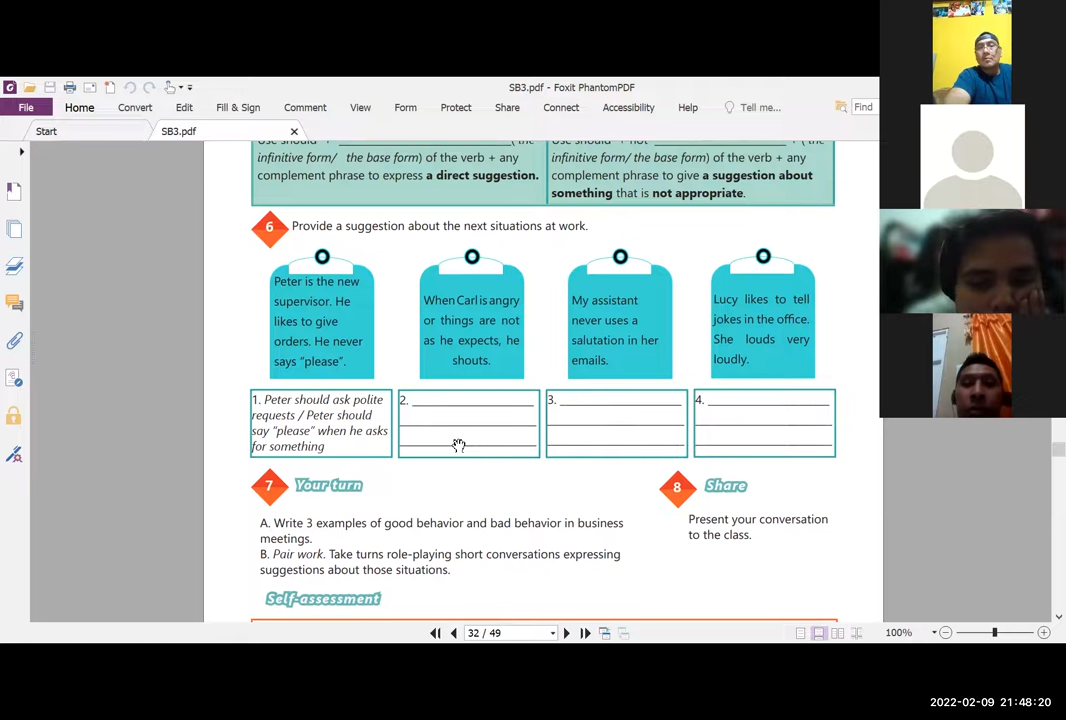 SB3.pdf - Foxit PhantomPDF
File Home Convert Edit Fill & Sign Comment View Form Protect Share Connect Accessibility Help Tell me... Find
Start SB3.pdf
Use should + (the
infinitive form/ the base form) of the verb + any
complement phrase to express a direct suggestion.
Use should + not + (the
infinitive form/ the base form) of the verb + any
complement phrase to give a suggestion about
something that is not appropriate.
6 Provide a suggestion about the next situations at work.
Peter is the new
supervisor. He
likes to give
orders. He never
says “please”.
When Carl is angry
or things are not
as he expects, he
shouts.
My assistant
never uses a
salutation in her
emails.
Lucy likes to tell
jokes in the office.
She louds very
loudly.
1. Peter should ask polite
requests / Peter should
say “please” when he asks
for something
2.
3.
4.
7 Your turn
A. Write 3 examples of good behavior and bad behavior in business
meetings.
B. Pair work. Take turns role-playing short conversations expressing
suggestions about those situations.
8 Share
Present your conversation
to the class.
Self-assessment
32 / 49
100%
2022-02-09 21:48:20